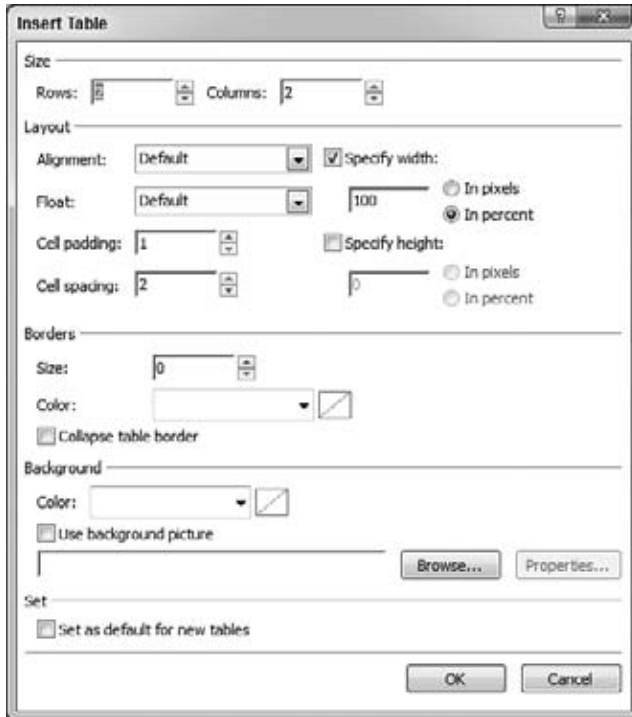 Insert Table
Size
Rows: Columns: 2
Layout
Alignment: Default Specify width:
Float: Default 100 In pixels
In percent
Cell padding: 1 Specify height:
Cell spacing: 2 0 In pixels
In percent
Borders
Size: 0
Color:
Collapse table border
Background
Color:
Use background picture
Browse... Properties...
Set
Set as default for new tables
OK Cancel